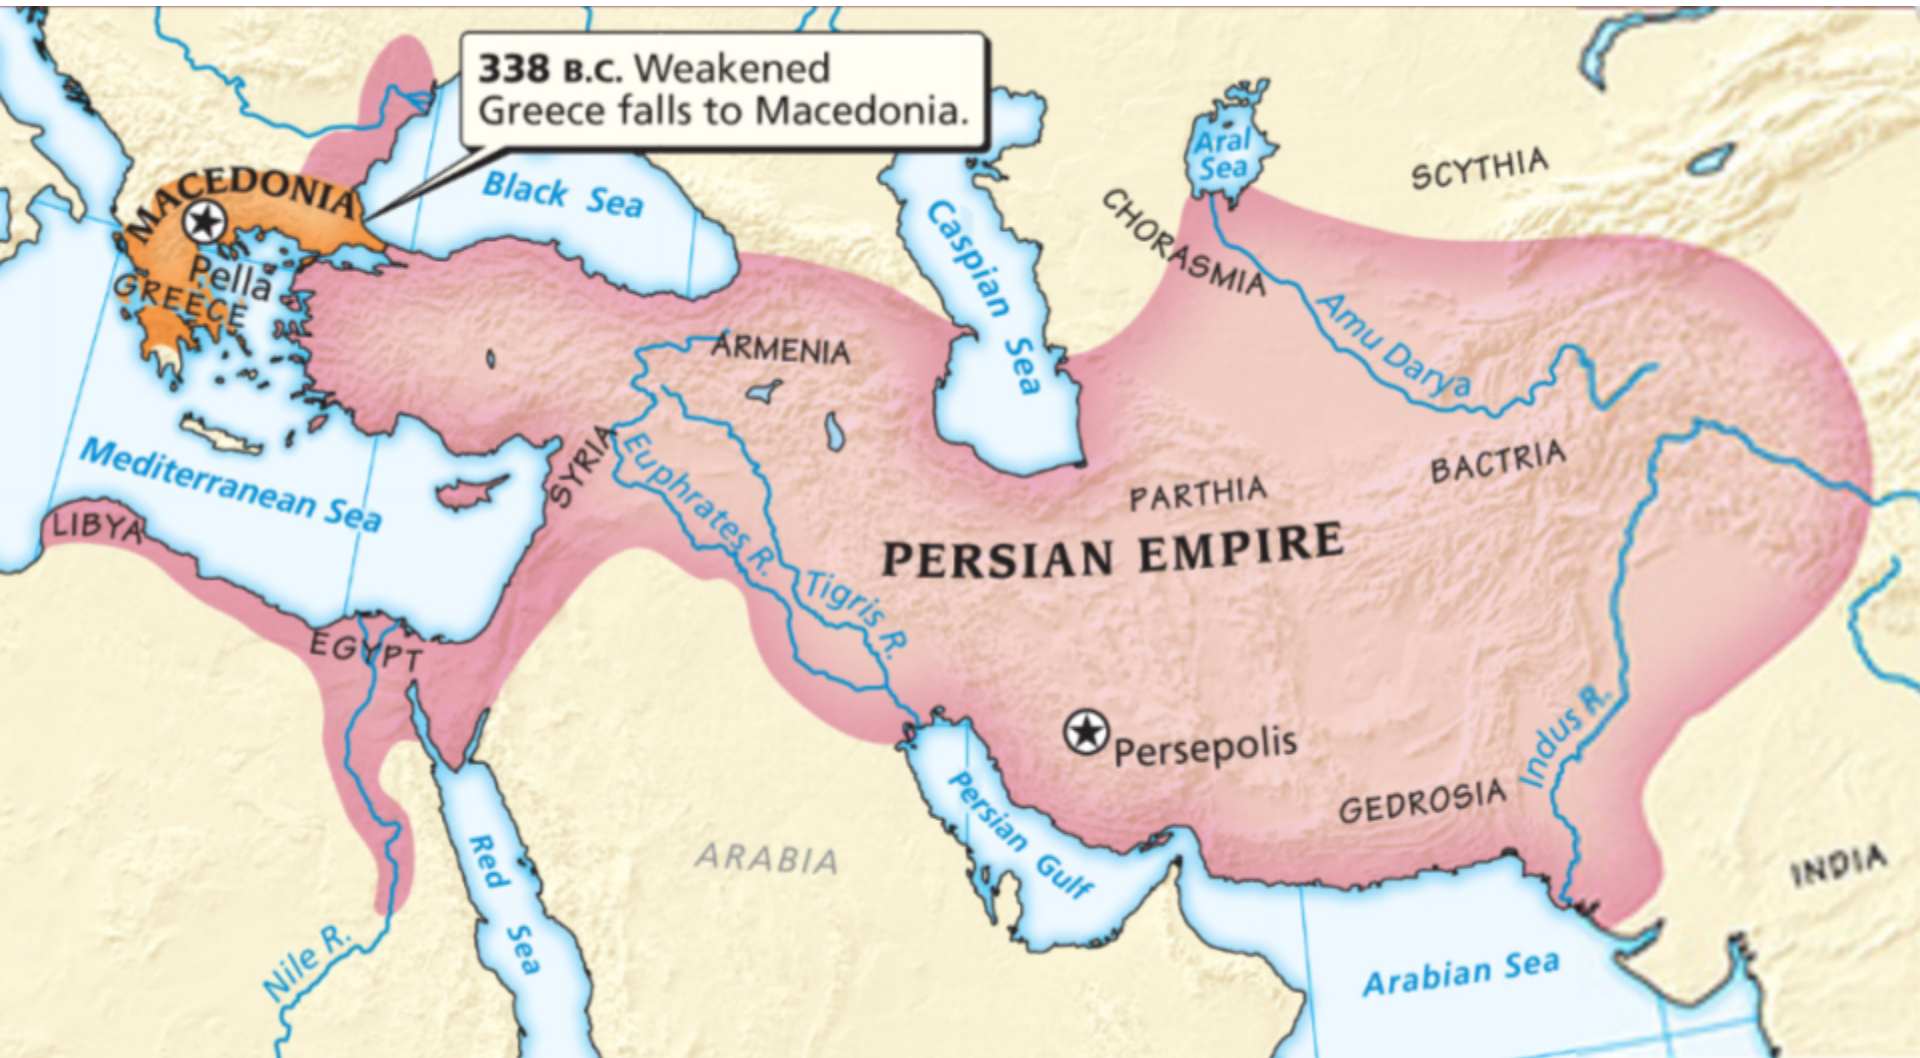 338 B.C. Weakened
Greece falls to Macedonia.
MACEDONIA
Pella
GREECE
Black Sea
Caspian Sea
Aral
Sea
SCYTHIA
CHORASMIA
Amu Darya
ARMENIA
Mediterranean Sea
SYRIA
Euphrates R.
Tigris R.
BACTRIA
PARTHIA
PERSIAN EMPIRE
LIBYA
EGYPT
Persepolis
Indus R.
GEDROSIA
Persian Gulf
ARABIA
Red Sea
INDIA
Nile R.
Arabian Sea